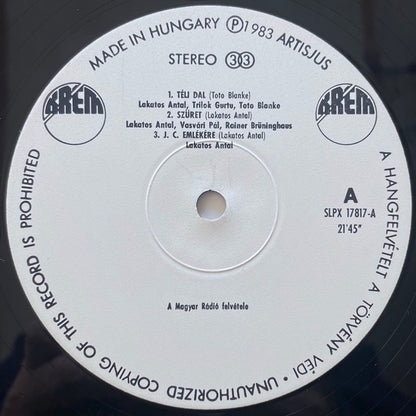 MADE IN HUNGARY Ⓟ 1983 ARTISJUS
STEREO 33
KRÉM
KRÉM
1. TÉLI DAL (Toto Blanke)
Lakatos Antal, Trilok Gurtu, Toto Blanke
2. SZÜRET (Lakatos Antal)
Lakatos Antal, Vasvári Pál, Rainer Brüninghaus
3. J. C. EMLÉKÉRE (Lakatos Antal)
Lakatos Antal
A
SLPX 17817-A
21'45"
A Magyar Rádió felvétele
A HANGFELVÉTELT A TÖRVÉNY VÉDI • UNAUTHORIZED COPYING OF THIS RECORD IS PROHIBITED